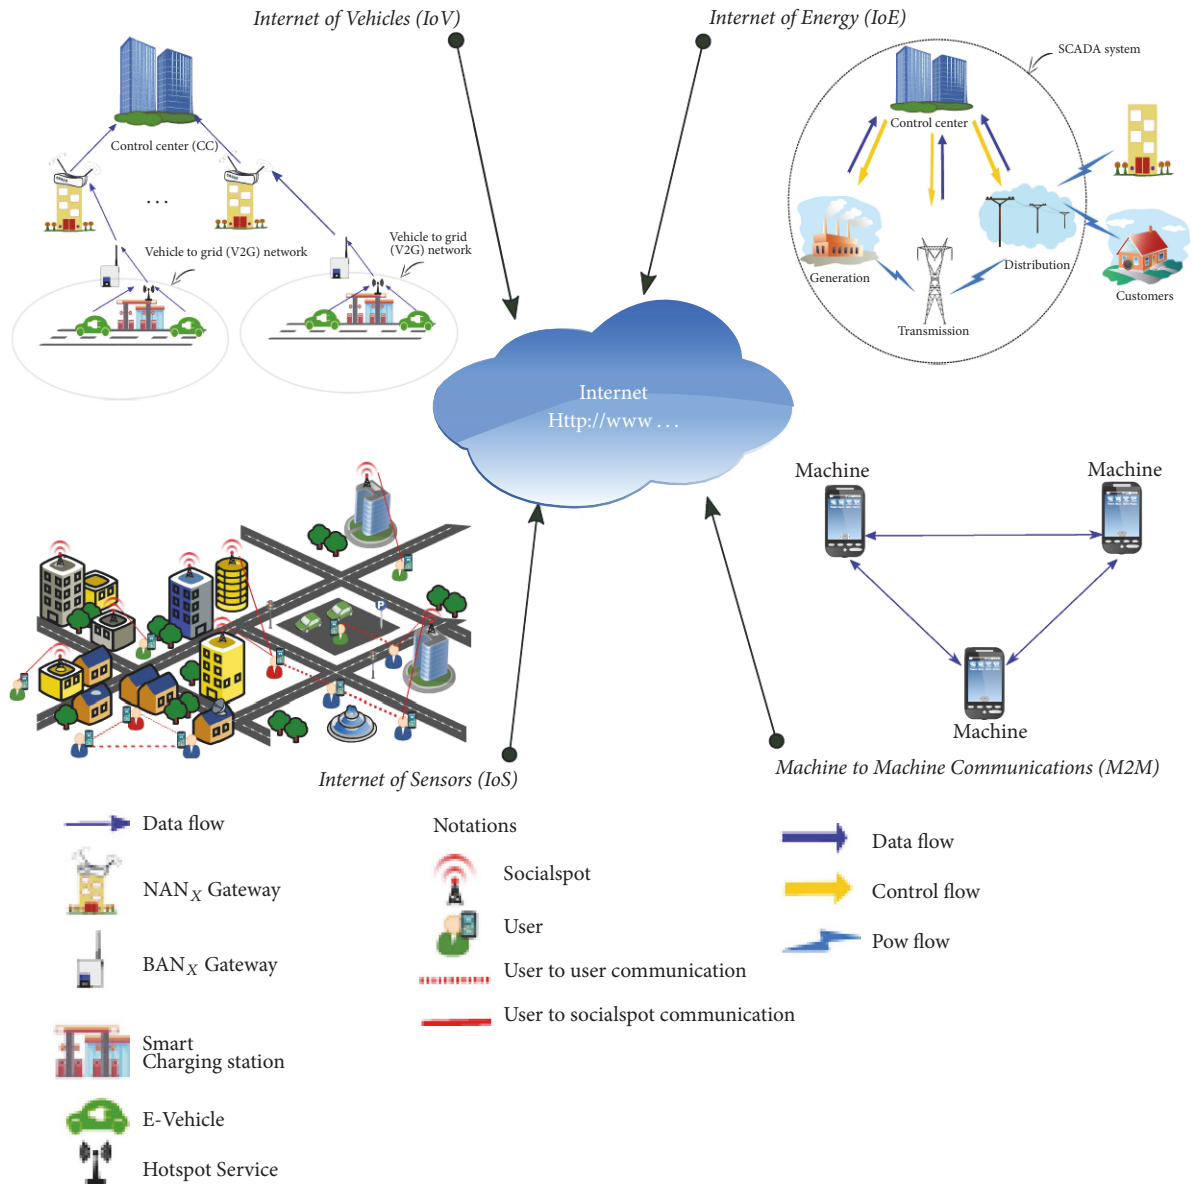 Internet of Vehicles (IoV)
Internet of Energy (IoE)
SCADA system
Control center
Control center (CC)
. . .
Vehicle to grid (V2G) network
Vehicle to grid
(V2G) network
Generation
Distribution
Transmission
Customers
Internet
Http://www . . .
Machine
Machine
Machine
P
Internet of Sensors (IoS)
Machine to Machine Communications (M2M)
Data flow
NANX Gateway
BANX Gateway
Smart
Charging station
E-Vehicle
Hotspot Service
Notations
Socialspot
User
User to user communication
User to socialspot communication
Data flow
Control flow
Pow flow